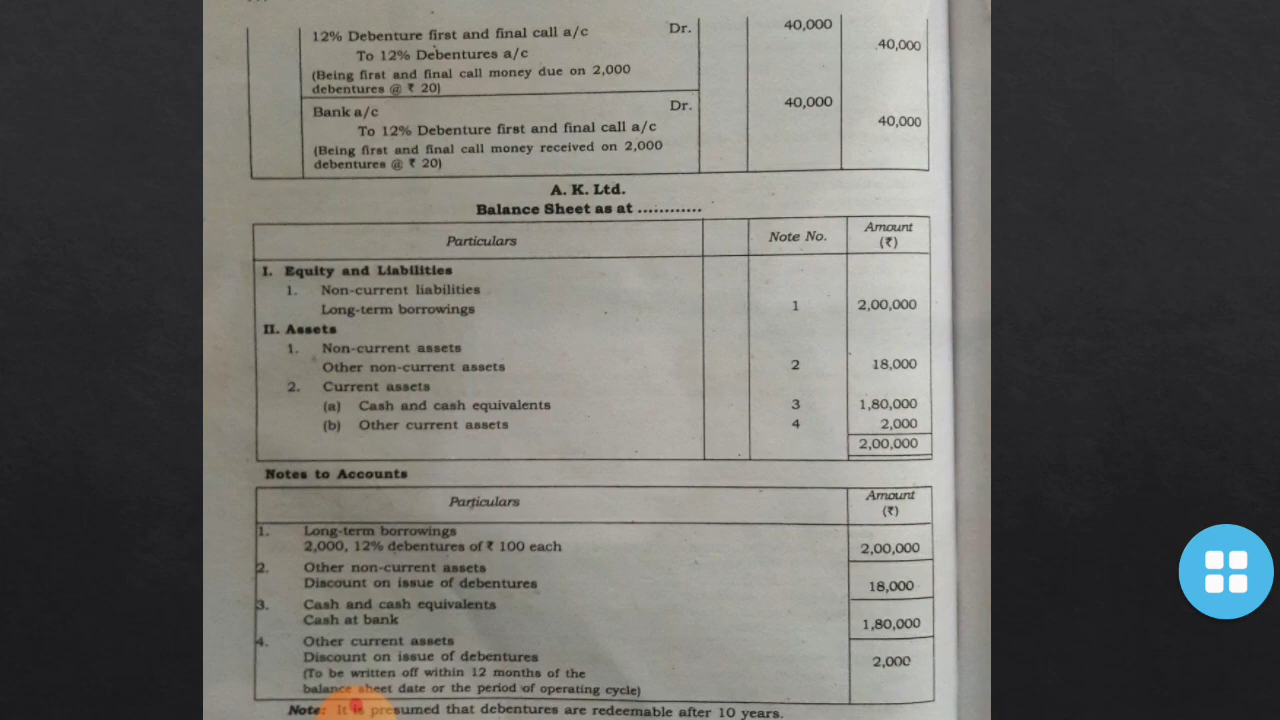 12% Debenture first and final call a/c Dr. 40,000
To 12% Debentures a/c 40,000
(Being first and final call money due on 2,000
debentures @ ₹ 20)
Bank a/c Dr. 40,000
To 12% Debenture first and final call a/c 40,000
(Being first and final call money received on 2,000
debentures @ ₹ 20)
A. K. Ltd.
Balance Sheet as at ............
Particulars Note No. Amount (₹)
I. Equity and Liabilities
1. Non-current liabilities
Long-term borrowings 1 2,00,000
II. Assets
1. Non-current assets
Other non-current assets 2 18,000
2. Current assets
(a) Cash and cash equivalents 3 1,80,000
(b) Other current assets 4 2,000
2,00,000
Notes to Accounts
Particulars Amount (₹)
1. Long-term borrowings
2,000, 12% debentures of ₹ 100 each 2,00,000
2. Other non-current assets
Discount on issue of debentures 18,000
3. Cash and cash equivalents
Cash at bank 1,80,000
4. Other current assets
Discount on issue of debentures 2,000
(To be written off within 12 months of the
balance sheet date or the period of operating cycle)
Note: It is presumed that debentures are redeemable after 10 years.